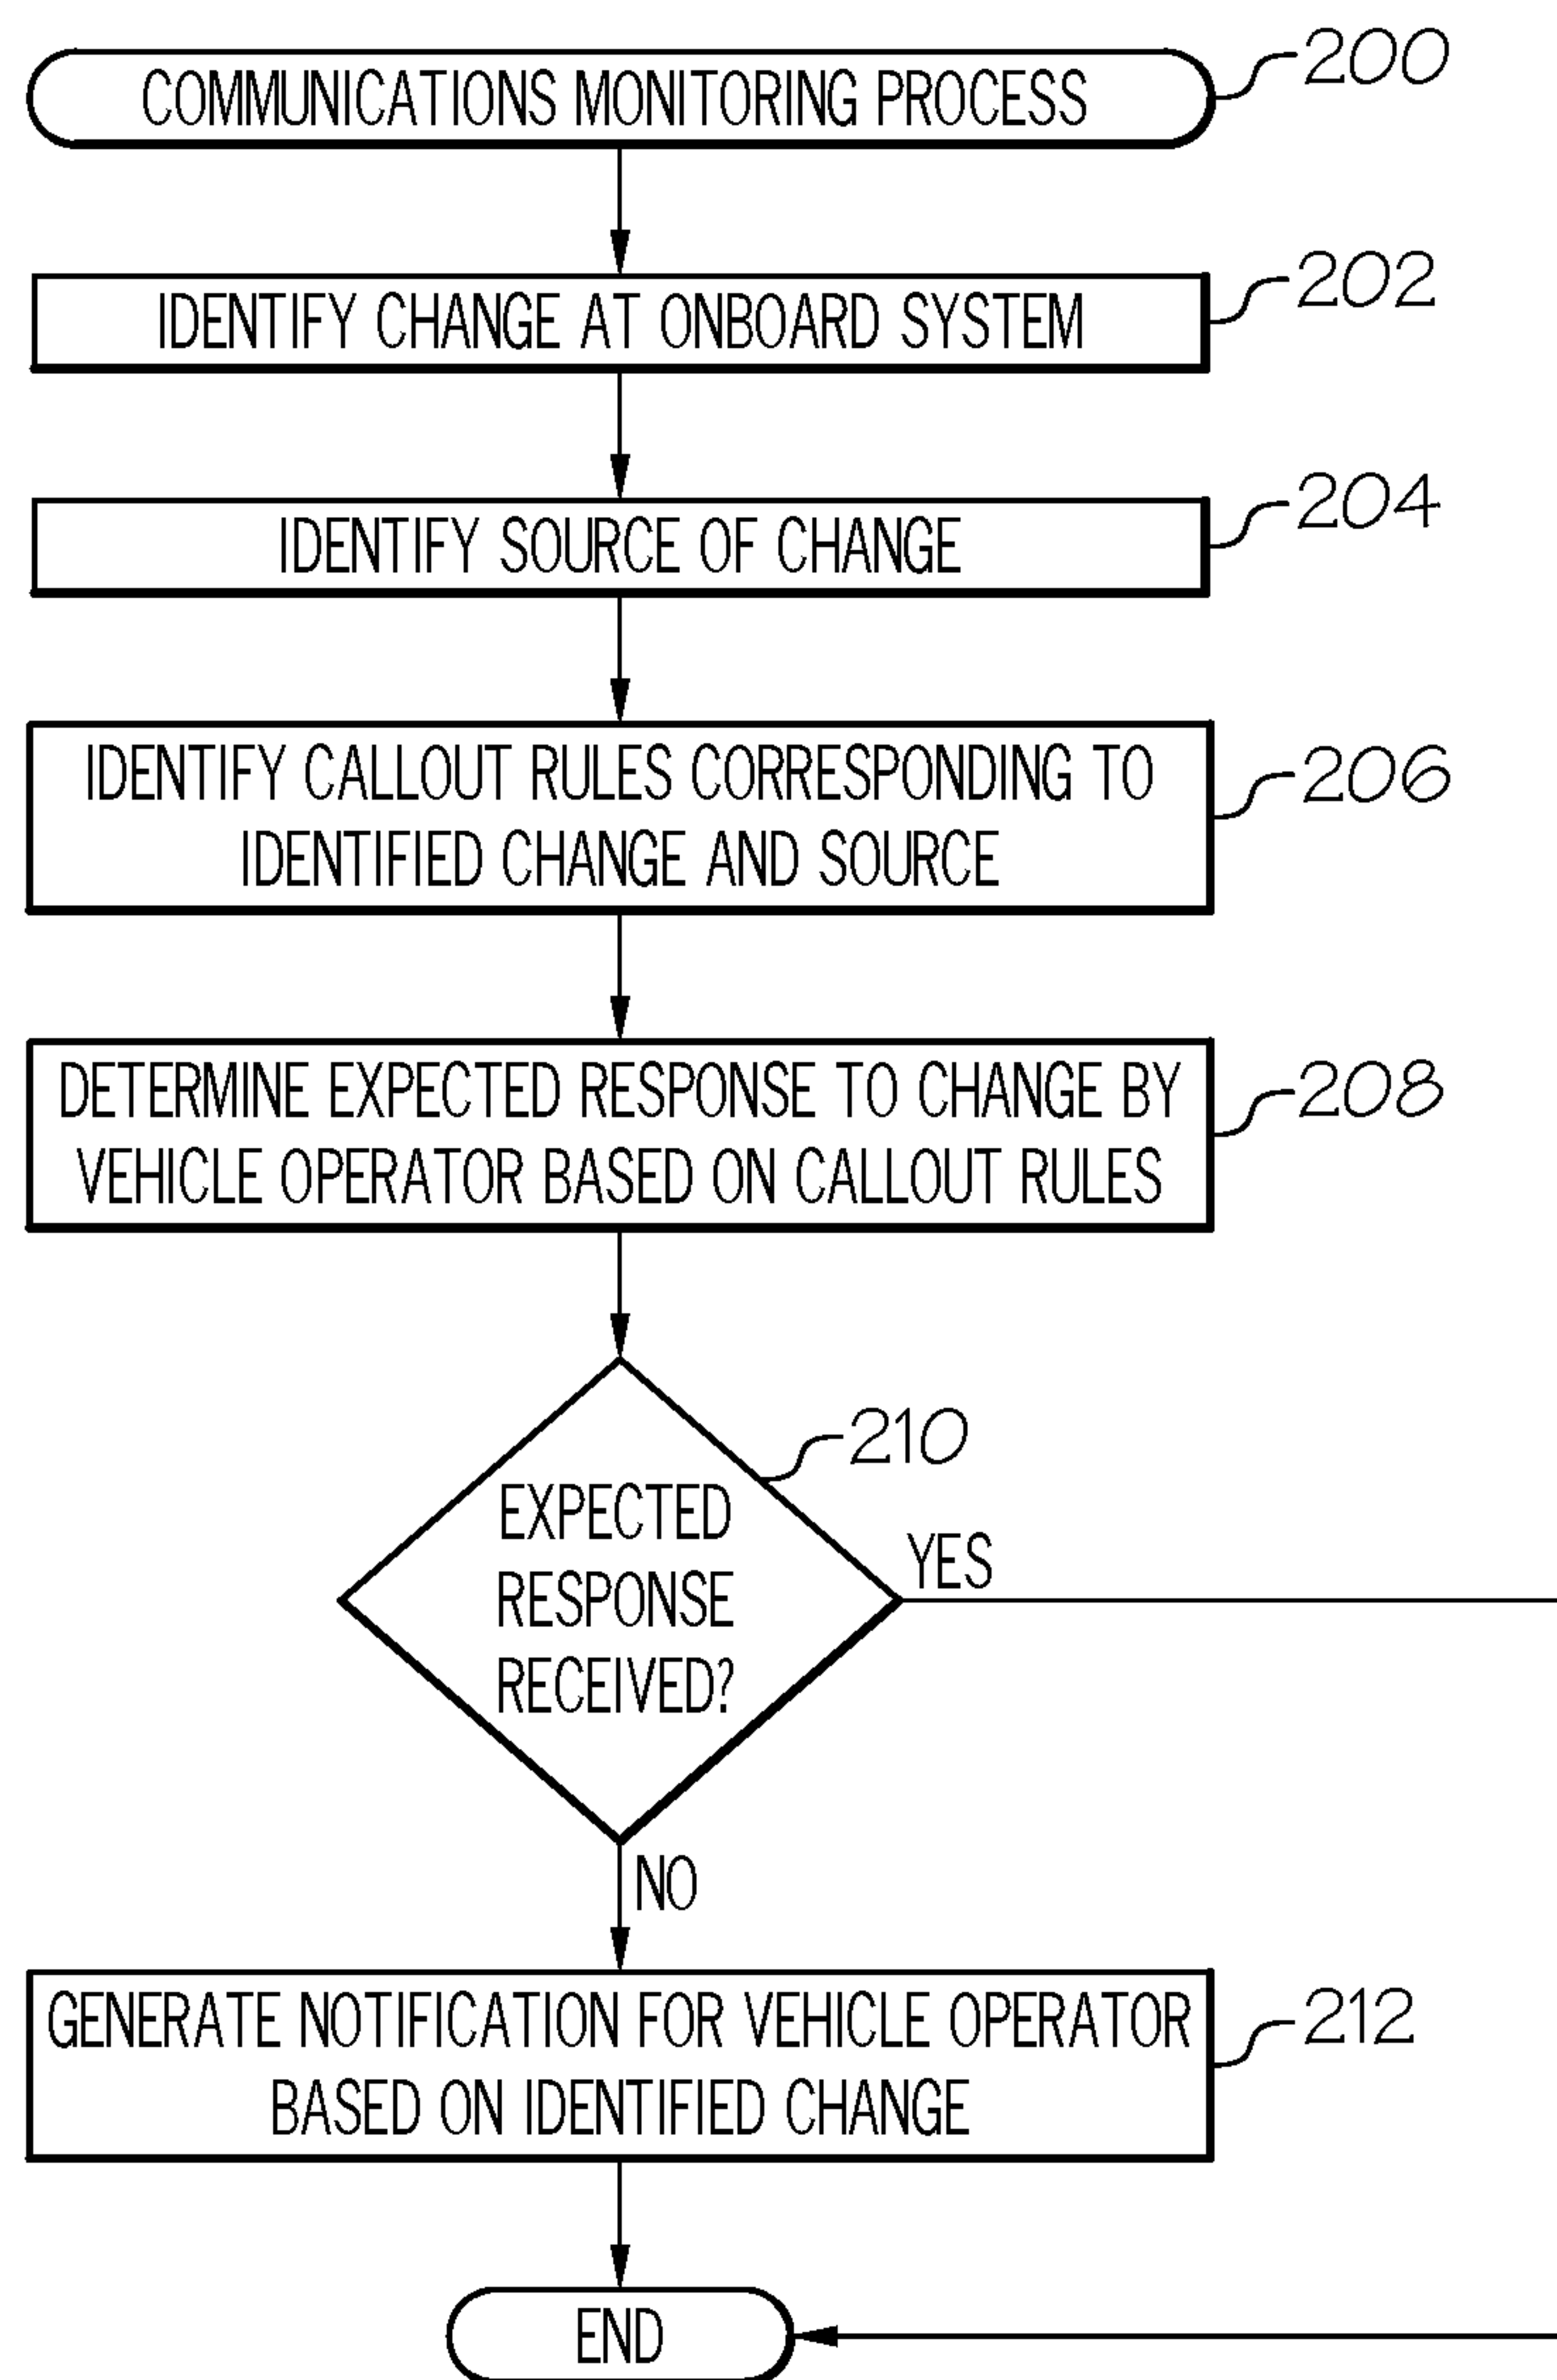 COMMUNICATIONS MONITORING PROCESS
200
IDENTIFY CHANGE AT ONBOARD SYSTEM
202
IDENTIFY SOURCE OF CHANGE
204
IDENTIFY CALLOUT RULES CORRESPONDING TO
IDENTIFIED CHANGE AND SOURCE
206
DETERMINE EXPECTED RESPONSE TO CHANGE BY
VEHICLE OPERATOR BASED ON CALLOUT RULES
208
210
EXPECTED
RESPONSE
RECEIVED?
YES
NO
GENERATE NOTIFICATION FOR VEHICLE OPERATOR
BASED ON IDENTIFIED CHANGE
212
END